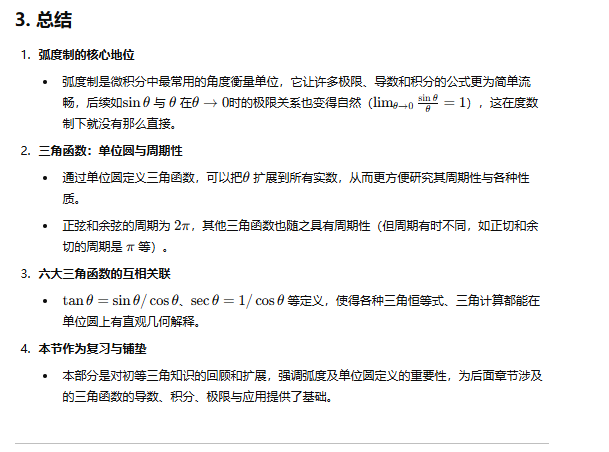 3. 总结
1. 弧度制的核心地位
• 弧度制是微积分中最常用的角度衡量单位，它让许多极限、导数和积分的公式更为简单流
畅，后续如sin θ 与 θ 在θ → 0时的极限关系也变得自然（lim_{θ→0} \frac{sin θ}{θ} = 1），这在度数
制下就没有那么直接。
2. 三角函数：单位圆与周期性
• 通过单位圆定义三角函数，可以把θ 扩展到所有实数，从而更方便研究其周期性与各种性
质。
• 正弦和余弦的周期为 2π，其他三角函数也随之具有周期性（但周期有时不同，如正切和余
切的周期是 π 等）。
3. 六大三角函数的互相关联
• tan θ = sin θ/ cos θ、sec θ = 1/ cos θ 等定义，使得各种三角恒等式、三角计算都能在
单位圆上有直观几何解释。
4. 本节作为复习与铺垫
• 本部分是对初等三角知识的回顾和扩展，强调弧度及单位圆定义的重要性，为后面章节涉及
的三角函数的导数、积分、极限与应用提供了基础。